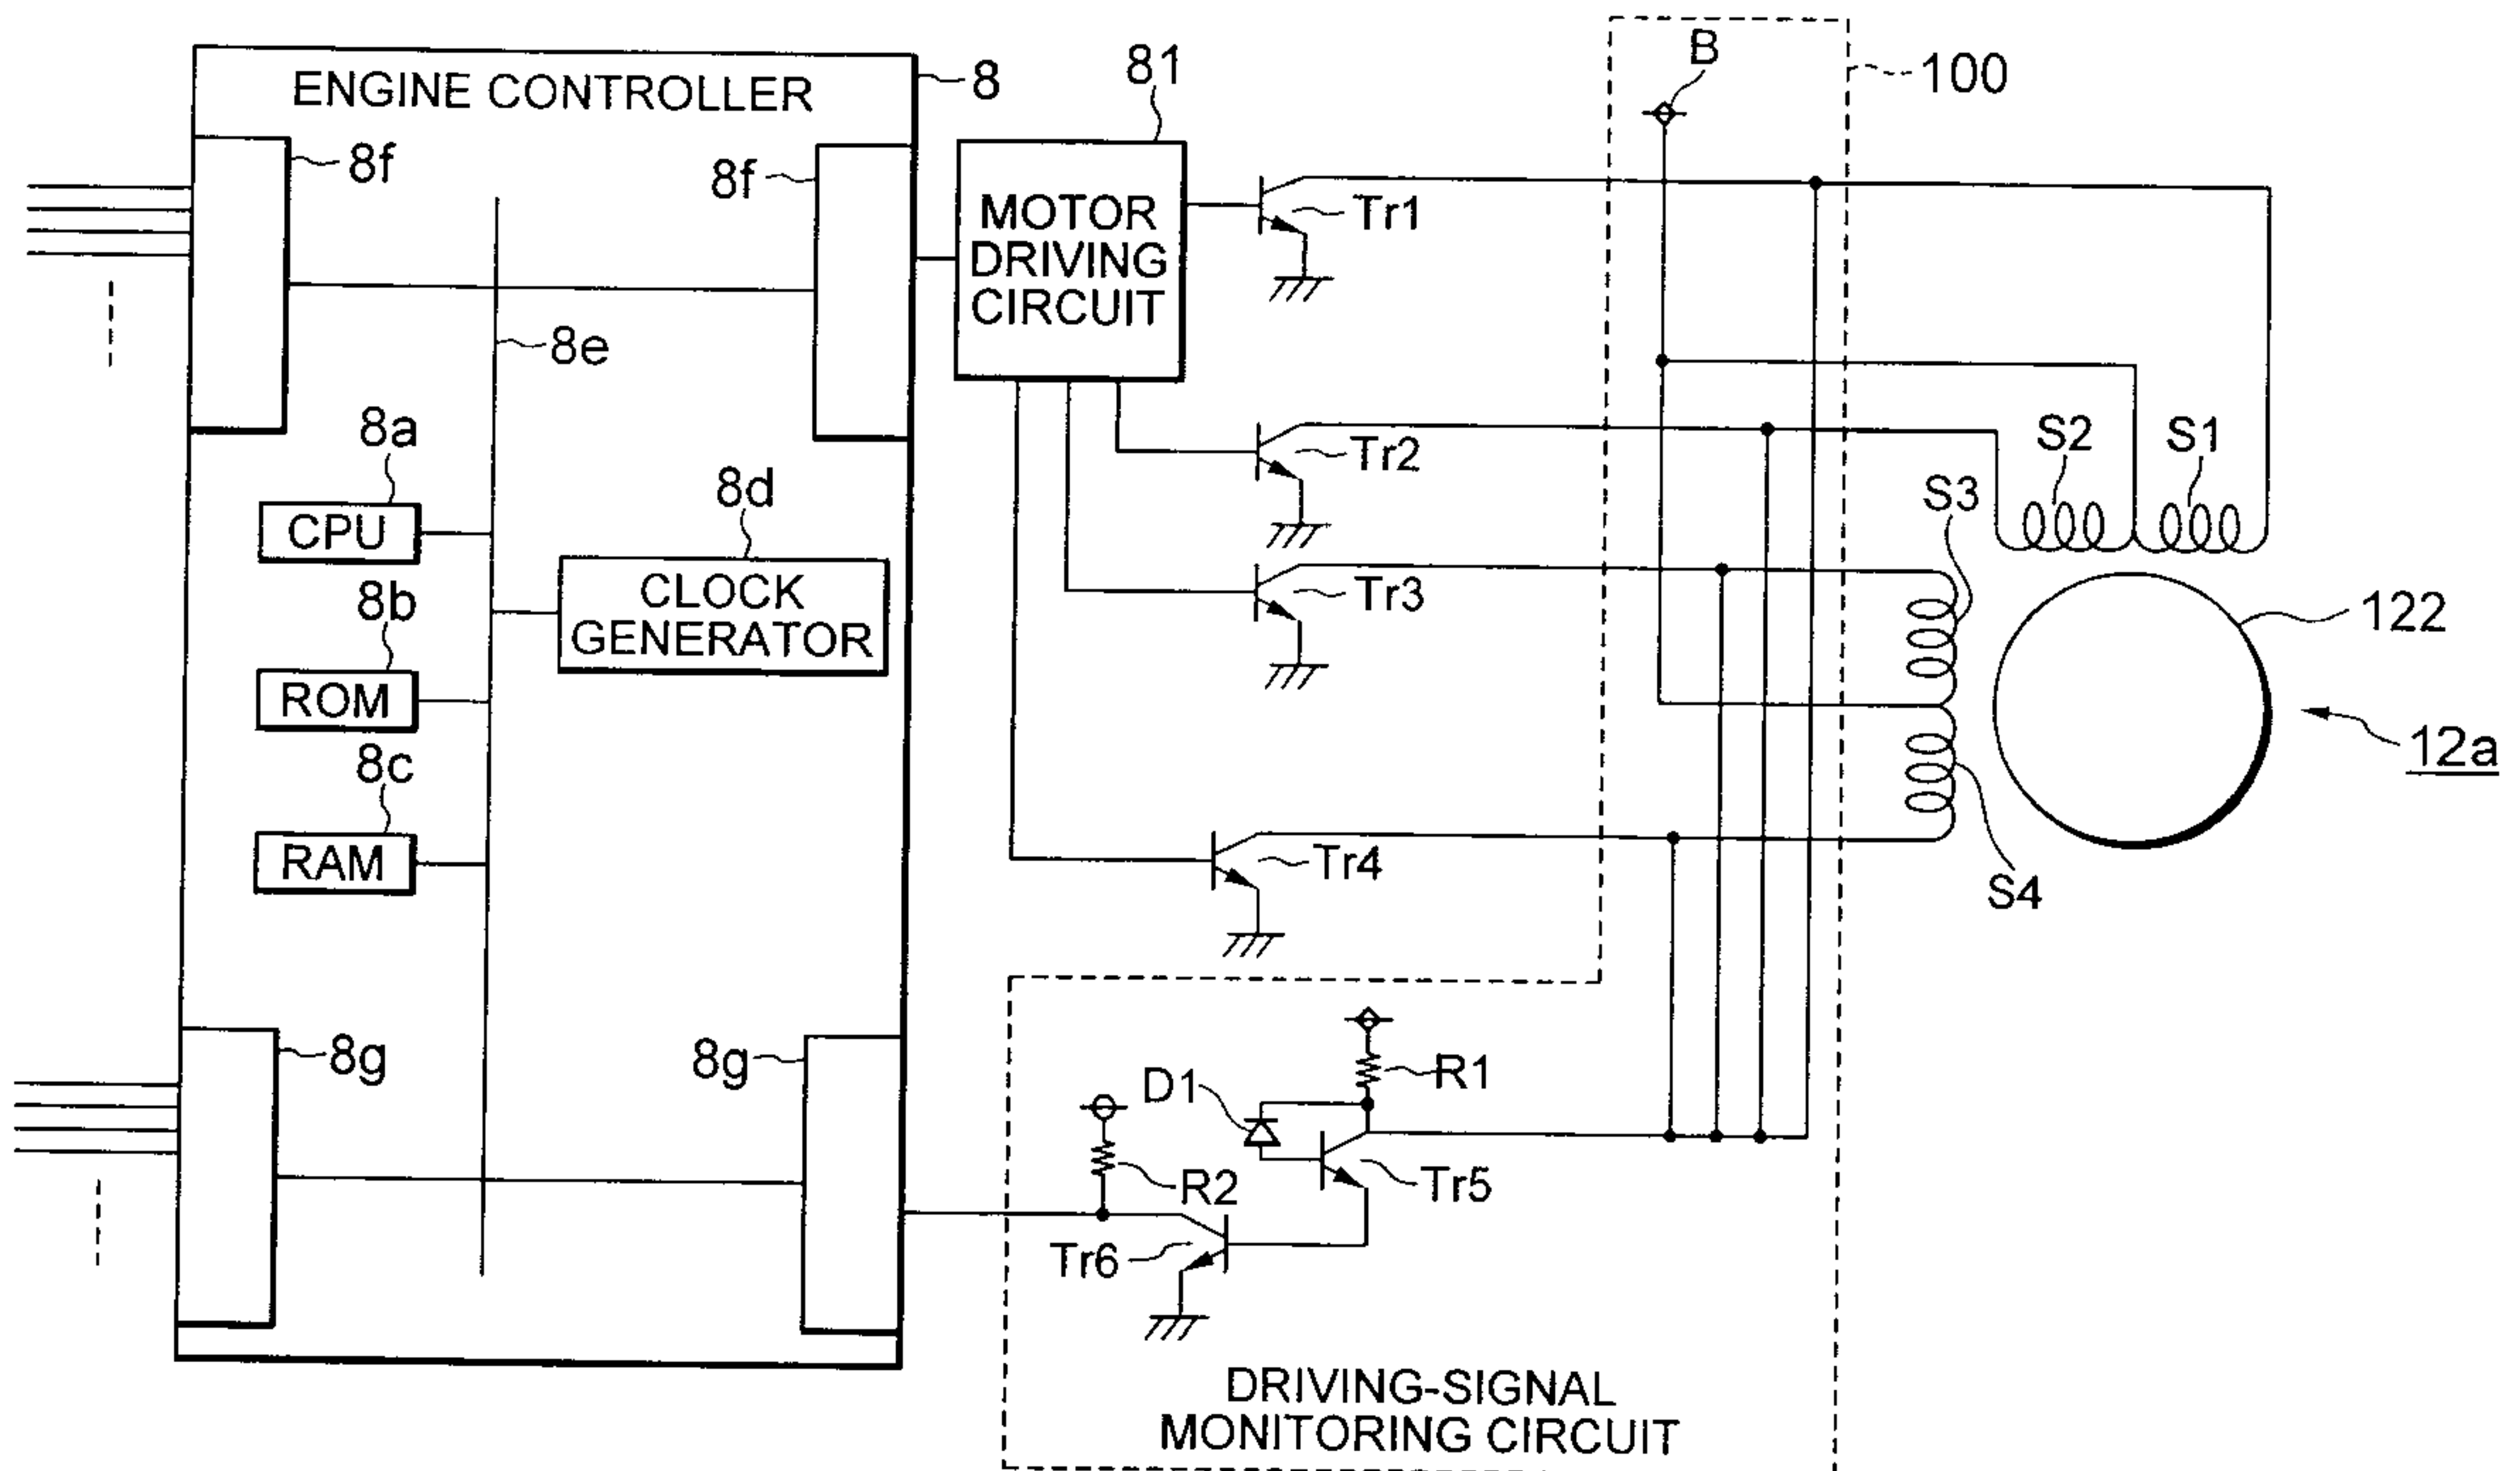 B
81
100
ENGINE CONTROLLER
8
8f
8f
MOTOR
DRIVING
CIRCUIT
Tr1
8e
8a
S2
S1
Tr2
8d
S3
CPU
CLOCK
GENERATOR
8b
Tr3
122
ROM
12a
8c
RAM
Tr4
S4
8g
8g
D1
R1
R2
Tr5
Tr6
DRIVING-SIGNAL
MONITORING CIRCUIT